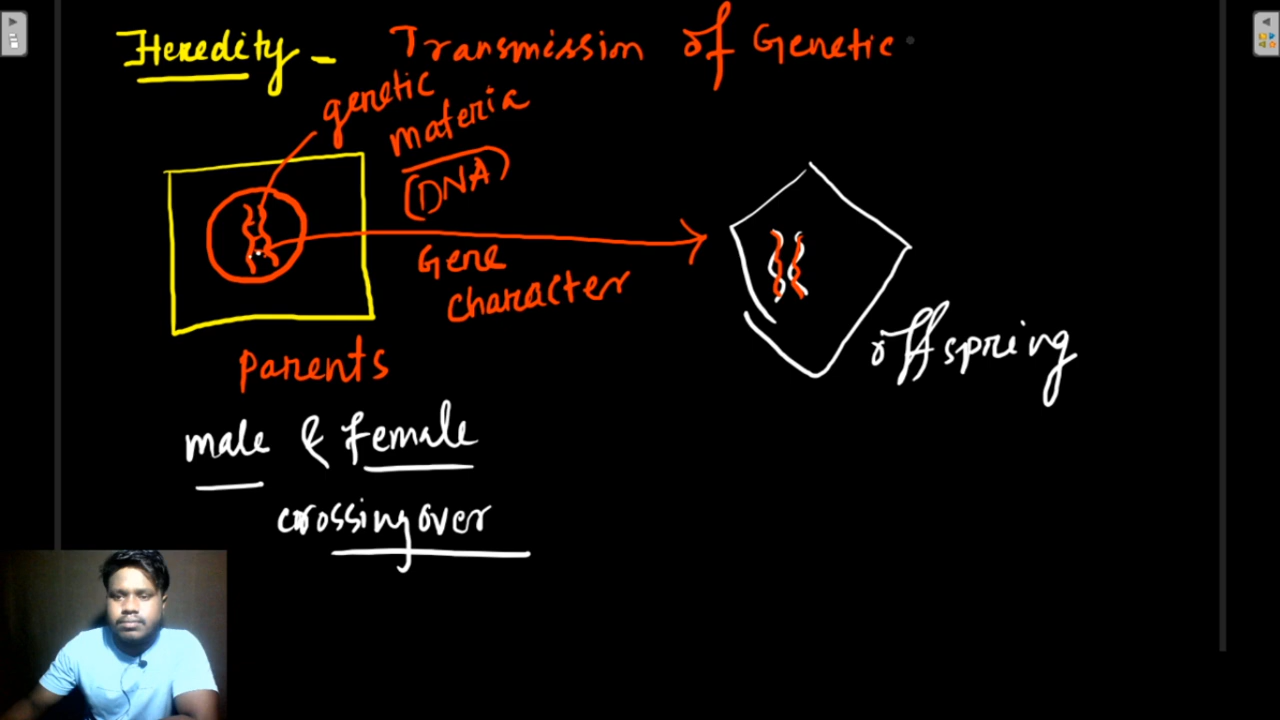 Heredity - Transmission of Genetic
genetic
materia
(DNA)
Gene
character
offspring
parents
male & female
crossing over